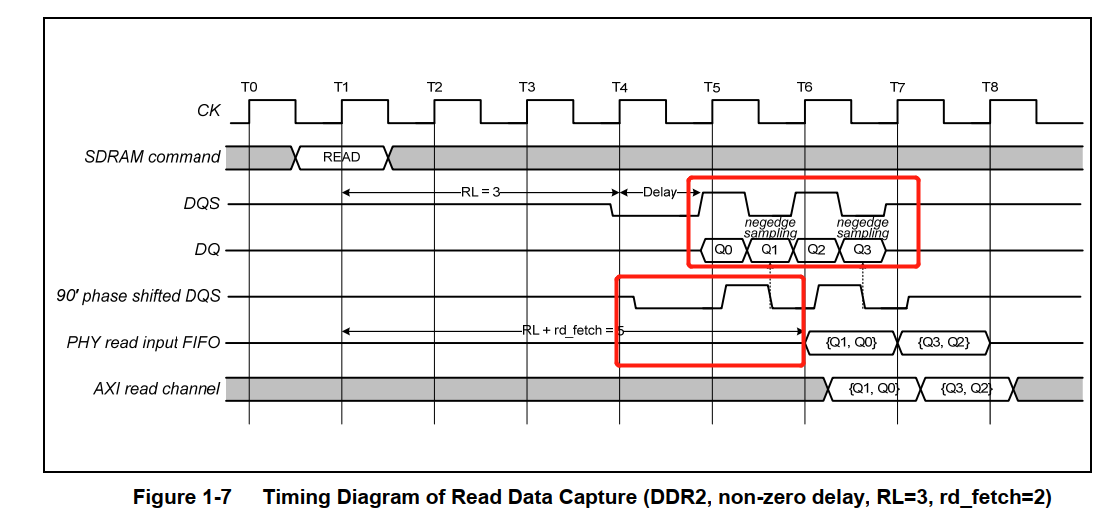 T0 T1 T2 T3 T4 T5 T6 T7 T8
CK
SDRAM command READ
RL = 3 Delay
DQS
negedge sampling negedge sampling
DQ Q0 Q1 Q2 Q3
90' phase shifted DQS
RL + rd_fetch = 5
PHY read input FIFO {Q1, Q0} {Q3, Q2}
AXI read channel {Q1, Q0} {Q3, Q2}
Figure 1-7 Timing Diagram of Read Data Capture (DDR2, non-zero delay, RL=3, rd_fetch=2)